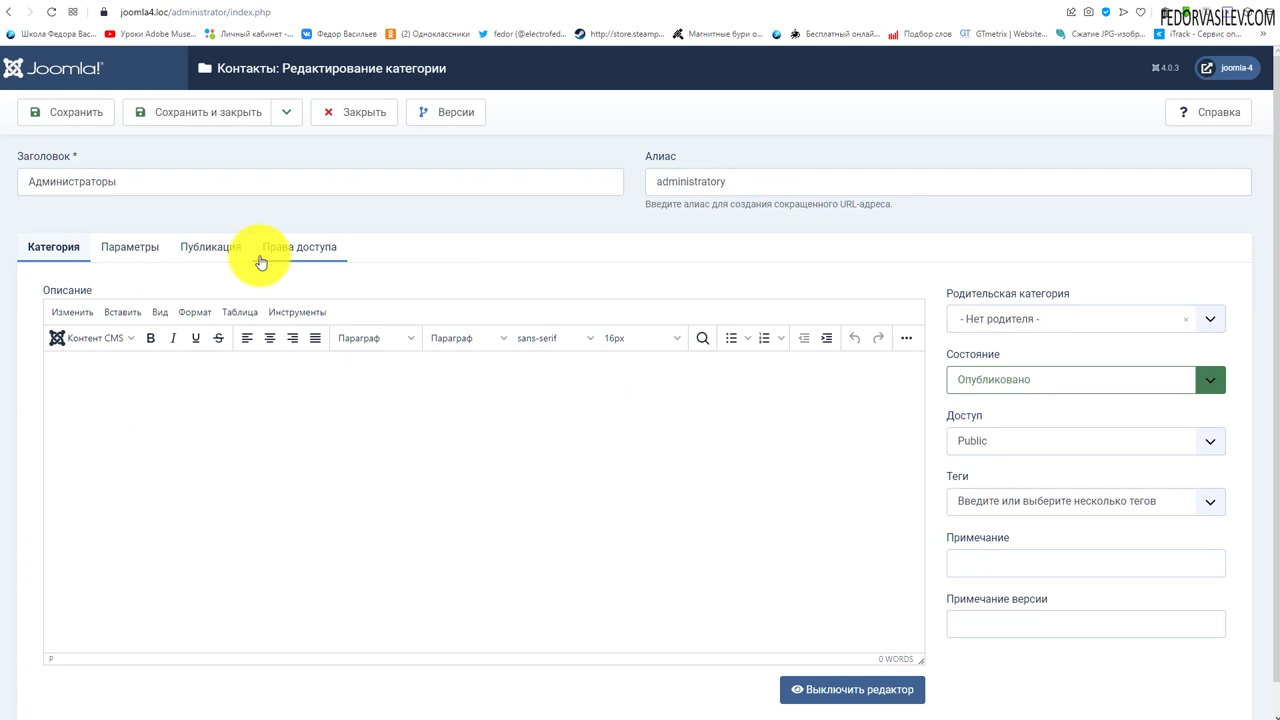 joomla4.loc/administrator/index.php
FEDORVASILEV.COM
Школа Федора Вас...
Уроки Adobe Muse...
Личный кабинет -...
Федор Васильев
(2) Одноклассники
fedor (@electrofed...
http://store.steamp...
Магнитные бури о...
Бесплатный онлайн...
Подбор слов
GTmetrix | Website...
Сжатие JPG-изобр...
iTrack - Сервис оп...
Joomla!
Контакты: Редактирование категории
4.0.3
joomla-4
Сохранить
Сохранить и закрыть
Закрыть
Версии
Справка
Заголовок *
Алиас
Администраторы
administratory
Введите алиас для создания сокращенного URL-адреса.
Категория
Параметры
Публикация
Права доступа
Описание
Родительская категория
Изменить
Вставить
Вид
Формат
Таблица
Инструменты
- Нет родителя -
Контент CMS
B
I
U
S
Параграф
Параграф
sans-serif
16px
Состояние
Опубликовано
Доступ
Public
Теги
Введите или выберите несколько тегов
Примечание
Примечание версии
P
0 WORDS
Выключить редактор